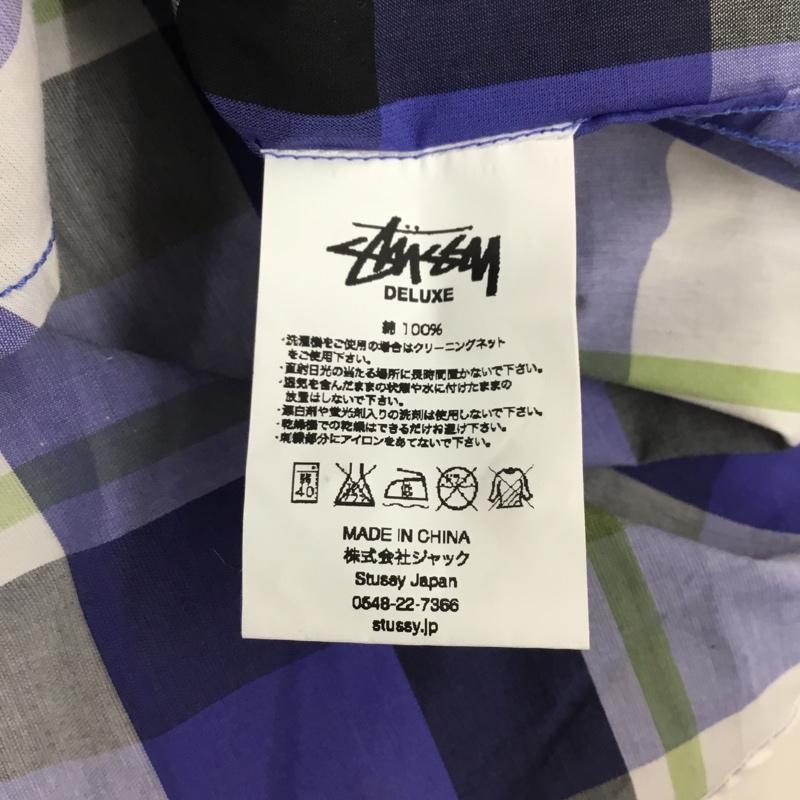 STÜSSY
DELUXE
綿 100%
・洗濯機をご使用の場合はクリーニングネット
をご使用下さい。
・直射日光の当たる場所に長時間置かないで下さい。
・湿気を含んだままの状態や水に付けたままの
放置はしないで下さい。
・漂白剤や蛍光剤入りの洗剤は使用しないで下さい。
・乾燥機での乾燥はできるだけお避け下さい。
・刺繍部分にアイロンをあてないで下さい。
40
低
MADE IN CHINA
株式会社ジャック
Stussy Japan
0548-22-7366
stussy.jp